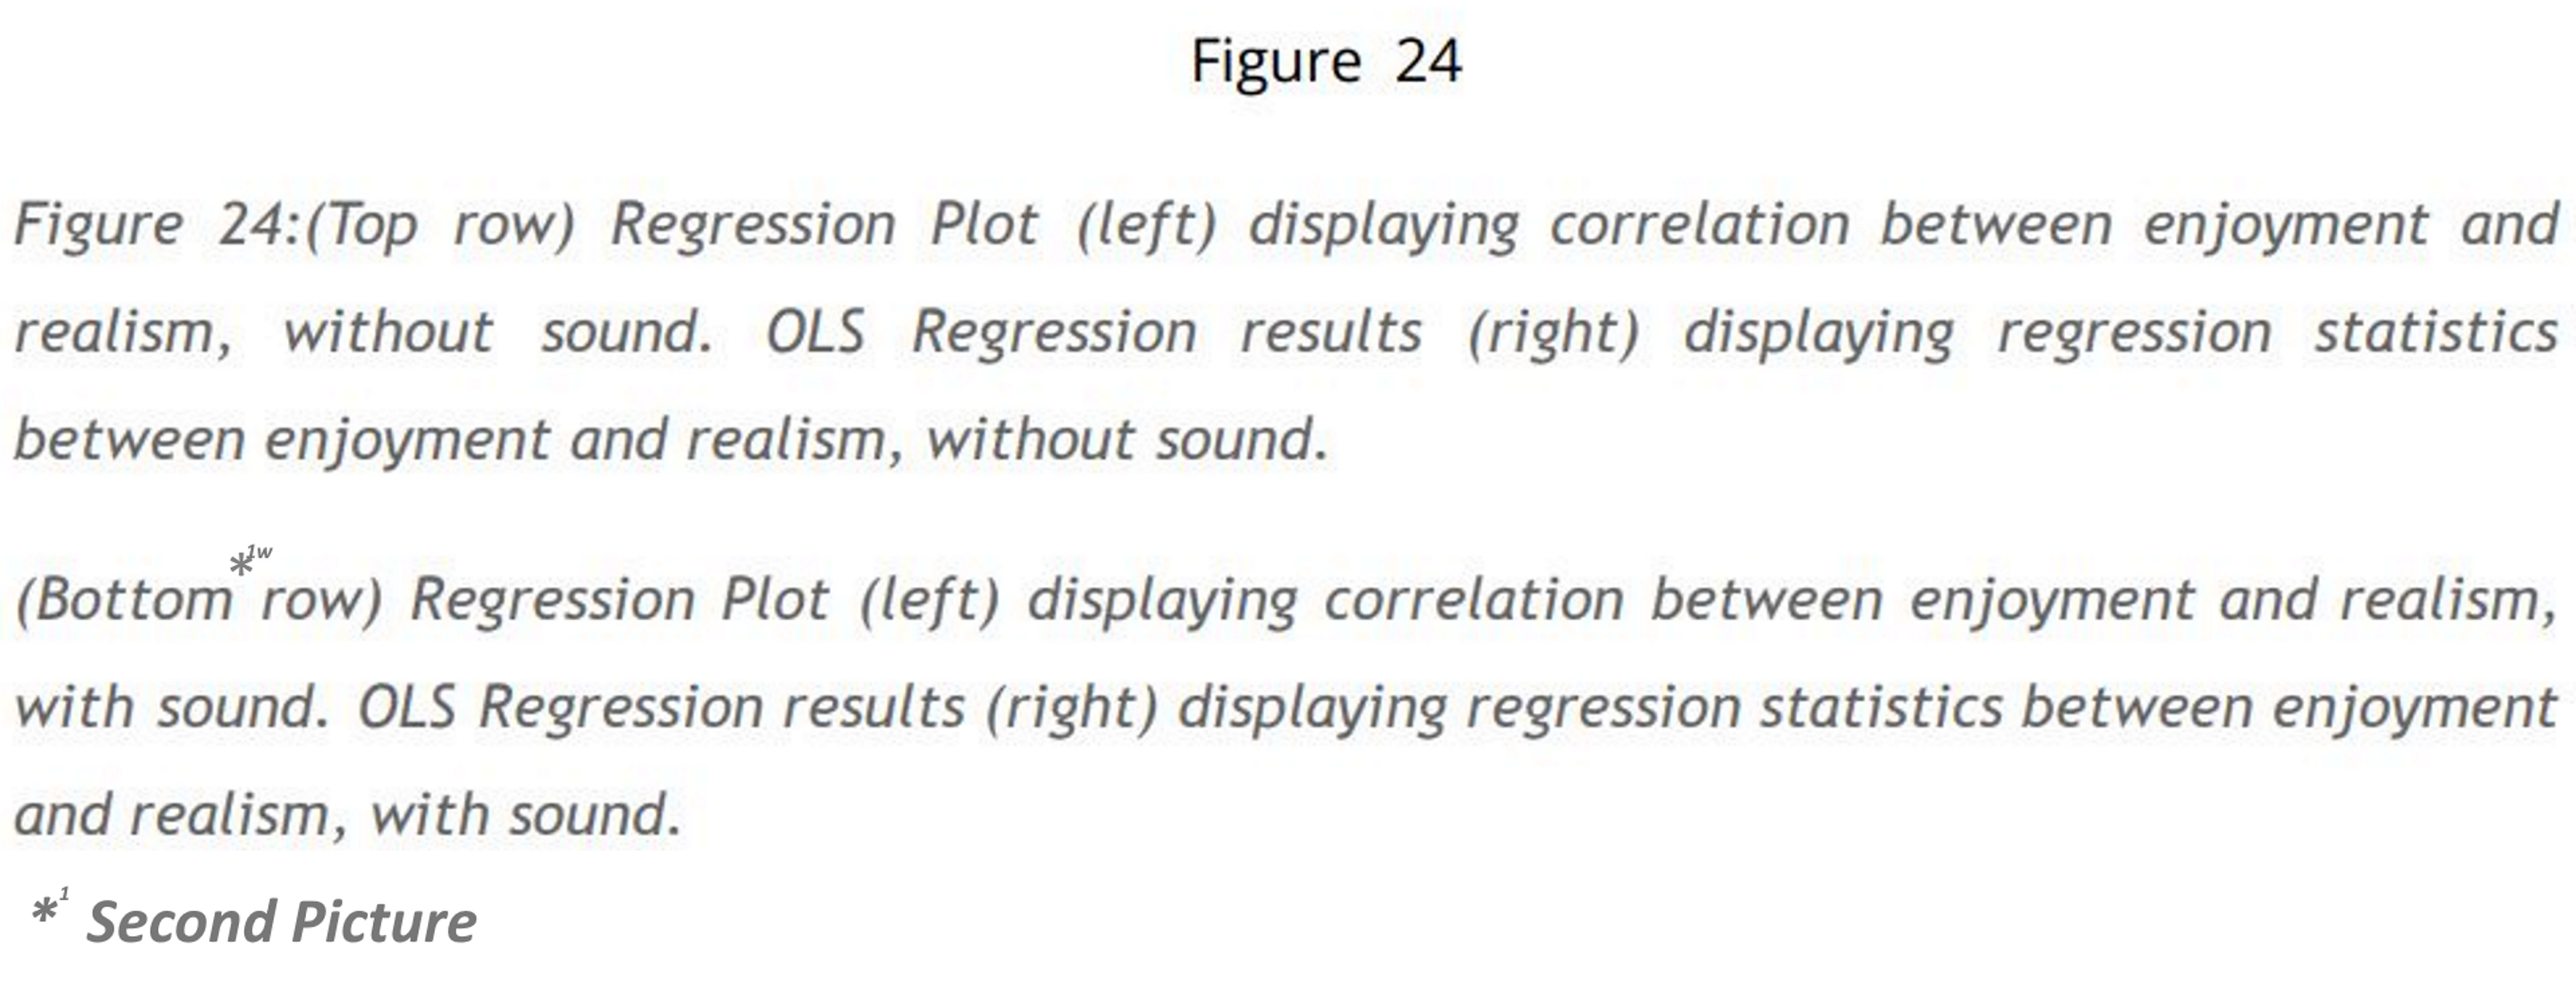 Figure 24
Figure 24:(Top row) Regression Plot (left) displaying correlation between enjoyment and
realism, without sound. OLS Regression results (right) displaying regression statistics
between enjoyment and realism, without sound.
(Bottom*1w row) Regression Plot (left) displaying correlation between enjoyment and realism,
with sound. OLS Regression results (right) displaying regression statistics between enjoyment
and realism, with sound.
*1 Second Picture